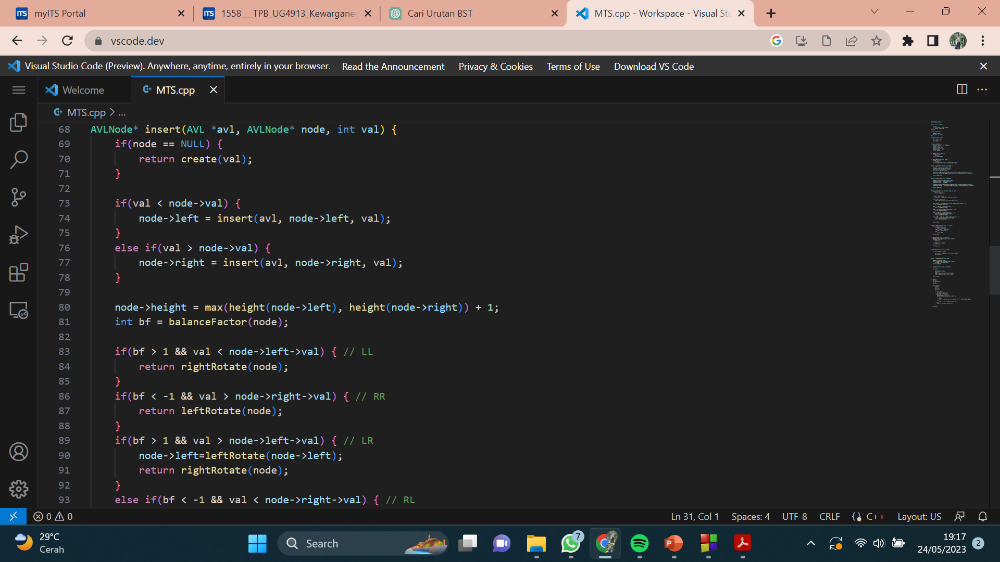 myITS Portal
1558___TPB_UG4913_Kewarganeg
Cari Urutan BST
MTS.cpp - Workspace - Visual Stu
vscode.dev
Visual Studio Code (Preview). Anywhere, anytime, entirely in your browser. Read the Announcement Privacy & Cookies Terms of Use Download VS Code
Welcome
MTS.cpp
MTS.cpp > ...
68 AVLNode* insert(AVL *avl, AVLNode* node, int val) {
69 if(node == NULL) {
70 return create(val);
71 }
72
73 if(val < node->val) {
74 node->left = insert(avl, node->left, val);
75 }
76 else if(val > node->val) {
77 node->right = insert(avl, node->right, val);
78 }
79
80 node->height = max(height(node->left), height(node->right)) + 1;
81 int bf = balanceFactor(node);
82
83 if(bf > 1 && val < node->left->val) { // LL
84 return rightRotate(node);
85 }
86 if(bf < -1 && val > node->right->val) { // RR
87 return leftRotate(node);
88 }
89 if(bf > 1 && val > node->left->val) { // LR
90 node->left=leftRotate(node->left);
91 return rightRotate(node);
92 }
93 else if(bf < -1 && val < node->right->val) { // RL
0 0
Ln 31, Col 1 Spaces: 4 UTF-8 CRLF C++ Layout: US
29°C
Cerah
Search
7
19:17
24/05/2023
2